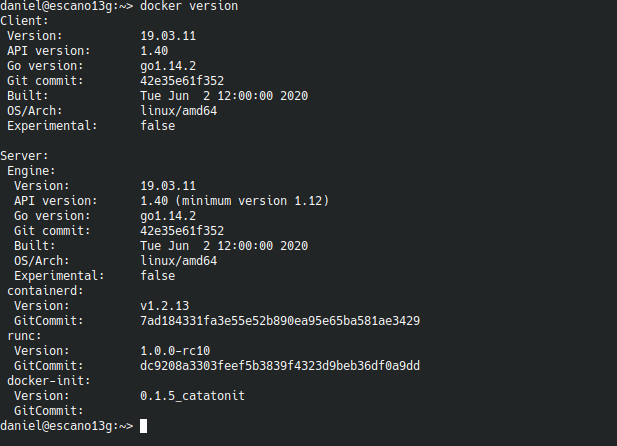 daniel@escano13g:~> docker version
Client:
 Version:          19.03.11
 API version:      1.40
 Go version:       go1.14.2
 Git commit:       42e35e61f352
 Built:            Tue Jun  2 12:00:00 2020
 OS/Arch:          linux/amd64
 Experimental:     false

Server:
 Engine:
  Version:         19.03.11
  API version:     1.40 (minimum version 1.12)
  Go version:      go1.14.2
  Git commit:      42e35e61f352
  Built:           Tue Jun  2 12:00:00 2020
  OS/Arch:         linux/amd64
  Experimental:    false
 containerd:
  Version:         v1.2.13
  GitCommit:       7ad184331fa3e55e52b890ea95e65ba581ae3429
 runc:
  Version:         1.0.0-rc10
  GitCommit:       dc9208a3303feef5b3839f4323d9beb36df0a9dd
 docker-init:
  Version:         0.1.5_catatonit
  GitCommit:
daniel@escano13g:~>